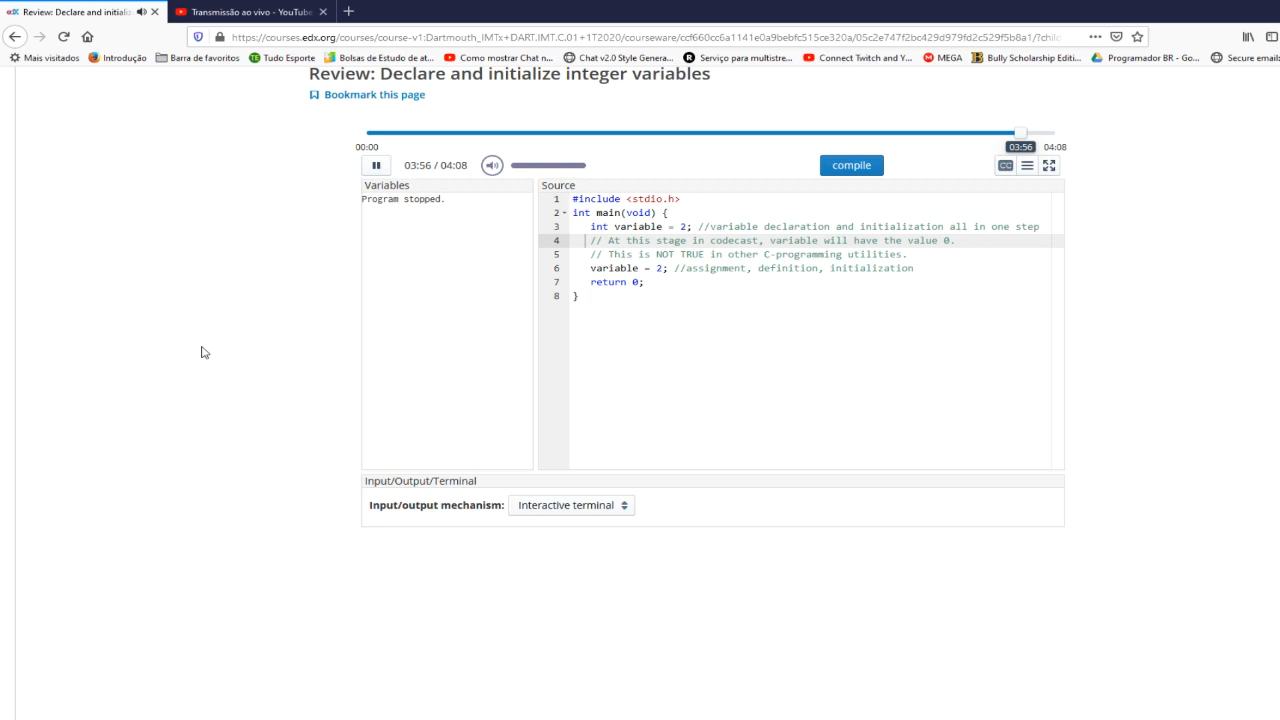 Review: Declare and initializ
Transmissão ao vivo - YouTube
https://courses.edx.org/courses/course-v1:Dartmouth_IMTx+DART.IMT.C.01+1T2020/courseware/ccf660cc6a1141e0a9bebfc515ce320a/05c2e747f2bc429d979fd2c529f5b8a1/?chil
Mais visitados Introdução Barra de favoritos Tudo Esporte Bolsas de Estudo de at... Como mostrar Chat n... Chat v2.0 Style Genera... Serviço para multistre... Connect Twitch and Y... MEGA Bully Scholarship Editi... Programador BR - Go... Secure email:
Review: Declare and initialize integer variables
Bookmark this page
00:00 03:56 04:08
03:56 / 04:08 compile CC
Variables Source
Program stopped.
1 #include <stdio.h>
2 int main(void) {
3 int variable = 2; //variable declaration and initialization all in one step
4 // At this stage in codecast, variable will have the value 0.
5 // This is NOT TRUE in other C-programming utilities.
6 variable = 2; //assignment, definition, initialization
7 return 0;
8 }
Input/Output/Terminal
Input/output mechanism: Interactive terminal